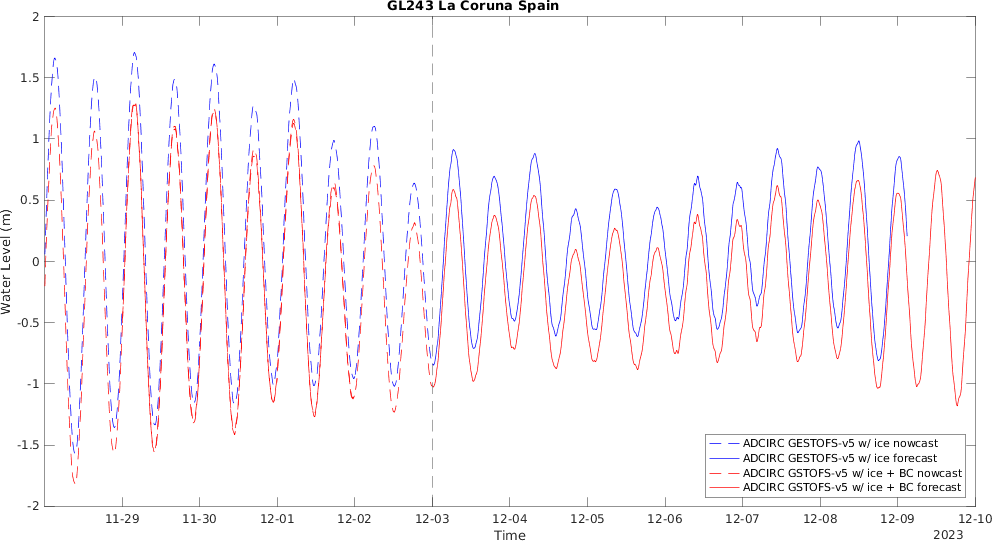 GL243 La Coruna Spain
2
1.5
1
0.5
0
-0.5
-1
-1.5
-2
Water Level (m)
ADCIRC GESTOFS-v5 w/ ice nowcast
ADCIRC GESTOFS-v5 w/ ice forecast
ADCIRC GSTOFS-v5 w/ ice + BC nowcast
ADCIRC GSTOFS-v5 w/ ice + BC forecast
11-29 11-30 12-01 12-02 12-03 12-04 12-05 12-06 12-07 12-08 12-09 12-10
Time 2023